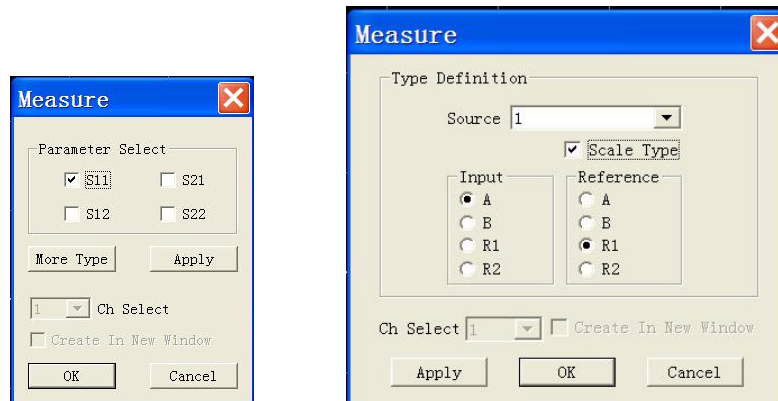 Measure
Parameter Select
S11 S21
S12 S22
More Type Apply
1 Ch Select
Create In New Window
OK Cancel
Measure
Type Definition
Source 1
Scale Type
Input Reference
A A
B B
R1 R1
R2 R2
Ch Select 1 Create In New Window
Apply OK Cancel